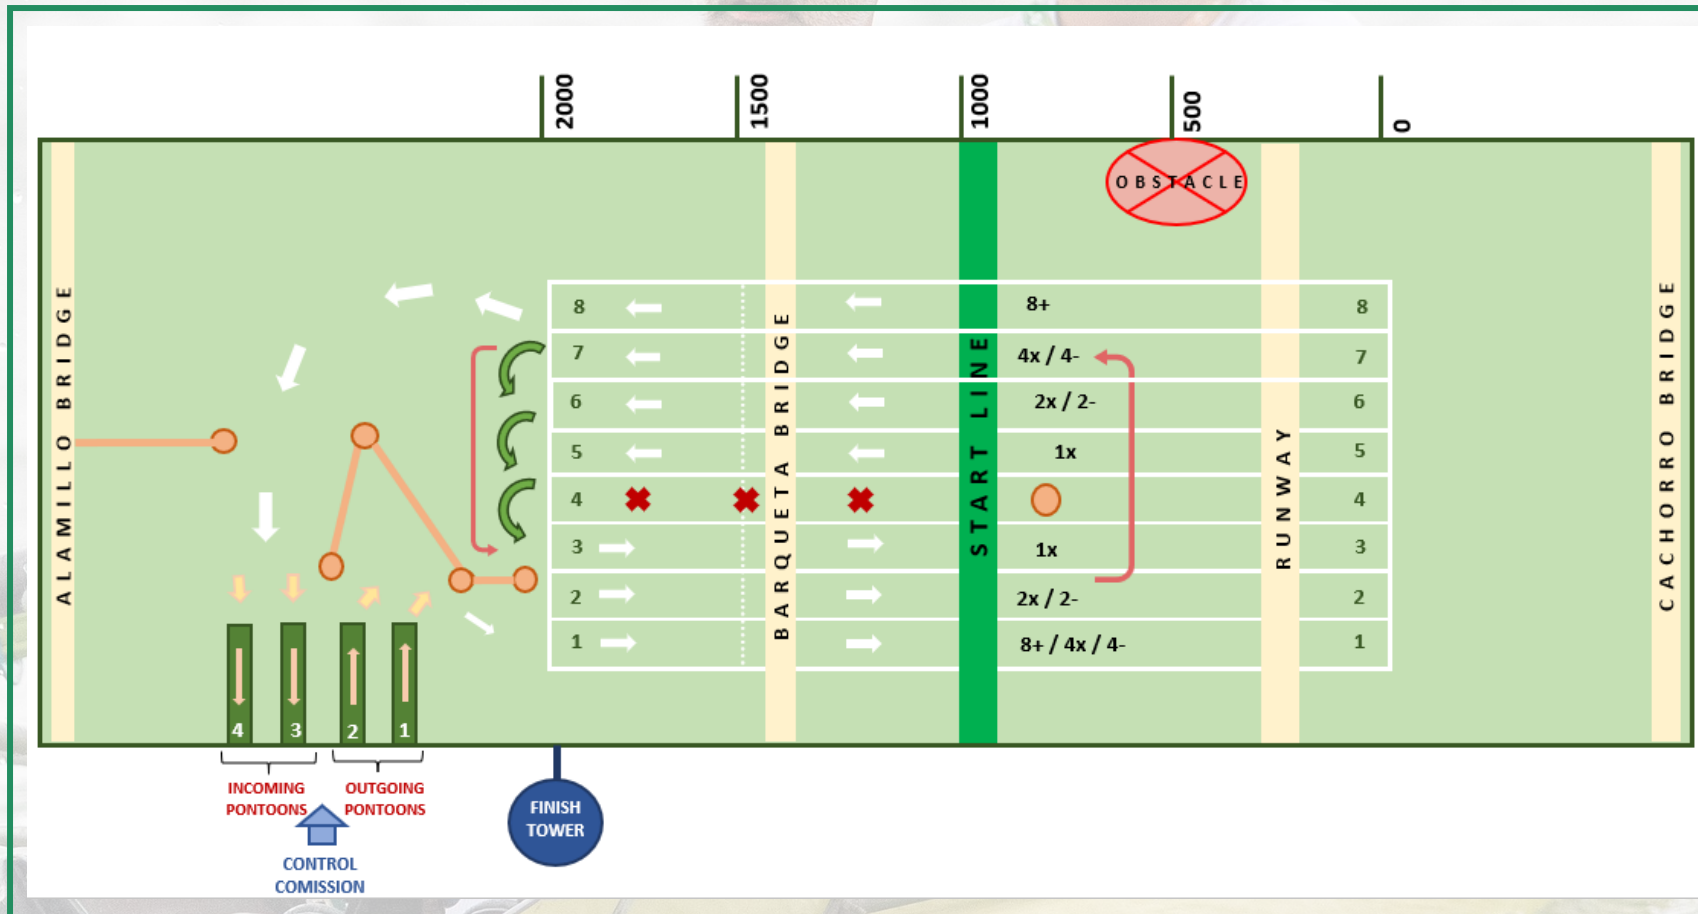 2000
1500
1000
500
0
OBSTACLE
ALAMILLO BRIDGE
BARQUETA BRIDGE
START LINE
RUNWAY
CACHORRO BRIDGE
8 8+ 8
7 4x / 4- 7
6 2x / 2- 6
5 1x 5
4 4
3 1x 3
2 2x / 2- 2
1 8+ / 4x / 4- 1
4 3 2 1
INCOMING
PONTOONS
OUTGOING
PONTOONS
FINISH
TOWER
CONTROL
COMISSION